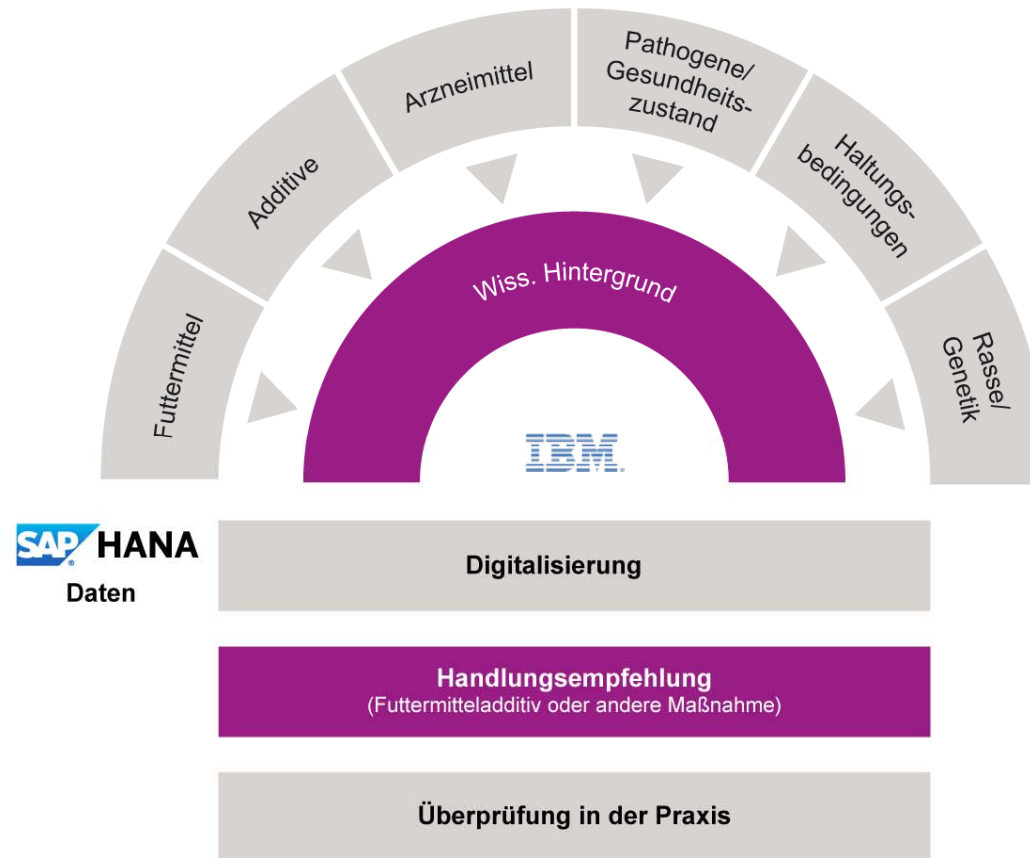 Futtermittel
Additive
Arzneimittel
Pathogene/
Gesundheits-
zustand
Haltungs-
bedingungen
Rasse/
Genetik
Wiss. Hintergrund
IBM.
SAP® HANA
Daten
Digitalisierung
Handlungsempfehlung
(Futtermitteladditiv oder andere Maßnahme)
Überprüfung in der Praxis